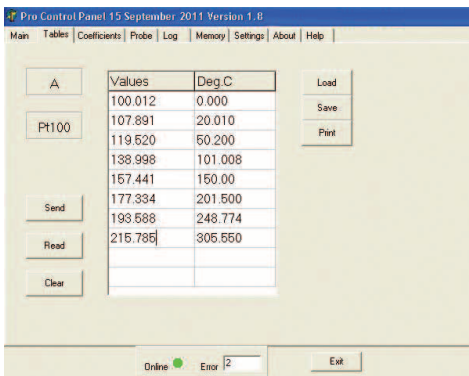 Pro Control Panel 15 September 2011 Version 1.8
Main Tables Coefficients Probe Log Memory Settings About Help
A
Pt100
Values Deg.C
100.012 0.000
107.891 20.010
119.520 50.200
138.998 101.008
157.441 150.00
177.334 201.500
193.588 248.774
215.785 305.550
Load
Save
Print
Send
Read
Clear
Online Error 2 Exit